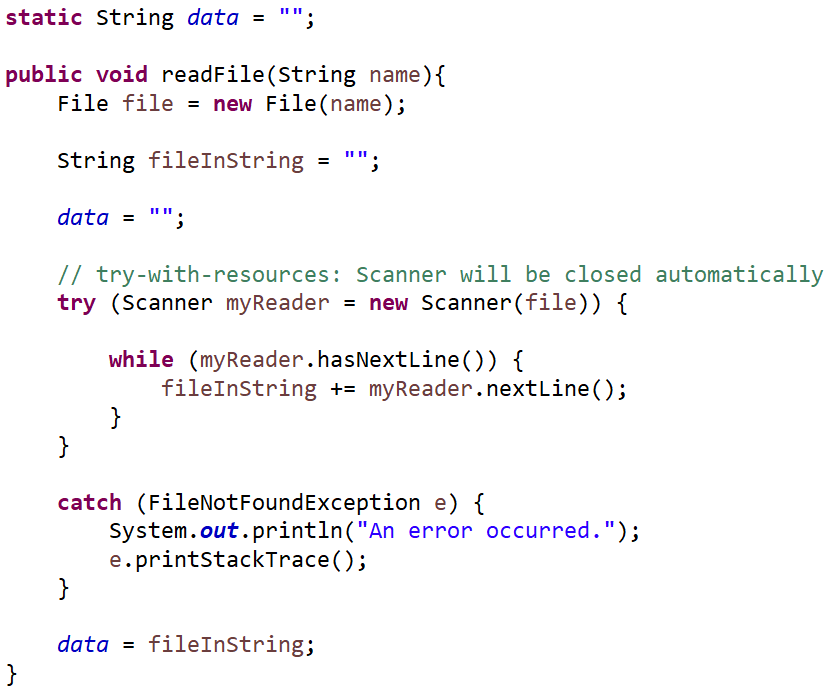 static String data = "";
public void readFile(String name){
    File file = new File(name);
    String fileInString = "";
    data = "";
    // try-with-resources: Scanner will be closed automatically
    try (Scanner myReader = new Scanner(file)) {
        while (myReader.hasNextLine()) {
            fileInString += myReader.nextLine();
        }
    }
    catch (FileNotFoundException e) {
        System.out.println("An error occurred.");
        e.printStackTrace();
    }
    data = fileInString;
}